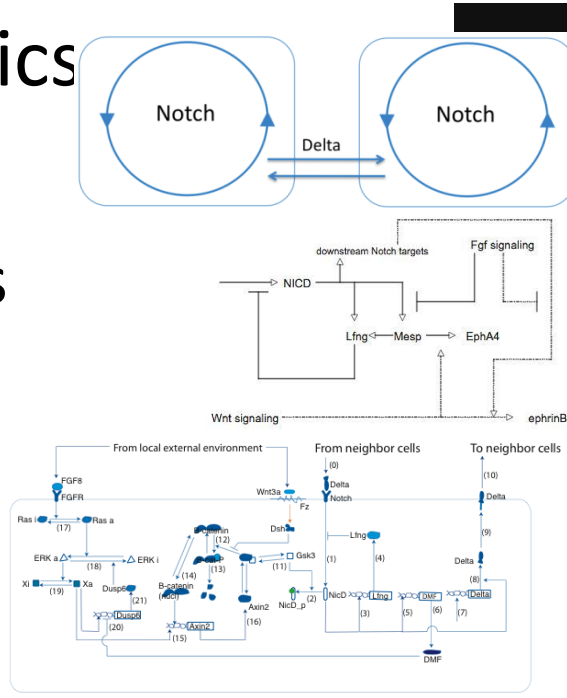 ics
Notch
Notch
Delta
s
downstream Notch targets
Fgf signaling
NICD
Lfng
Mesp
EphA4
Wnt signaling
ephrinB
From local external environment
From neighbor cells
To neighbor cells
(0)
(10)
FGF8
FGFR
Wnt3a
Fz
Delta
Notch
Delta
Ras i
Ras a
(17)
Dsh
B-catenin
(12)
Lfng
(9)
ERK a
ERK i
(18)
(13)
(11)
Gsk3
(1)
(4)
Delta
(14)
(8)
Xi
Xa
(19)
Dusp6
(21)
B-catenin
(nucl)
Axin2
(16)
NicD_p
(2)
NicD
Lfng
(3)
DMF
(5)
(6)
Delta
(7)
Dusp6
(20)
Axin2
(15)
DMF